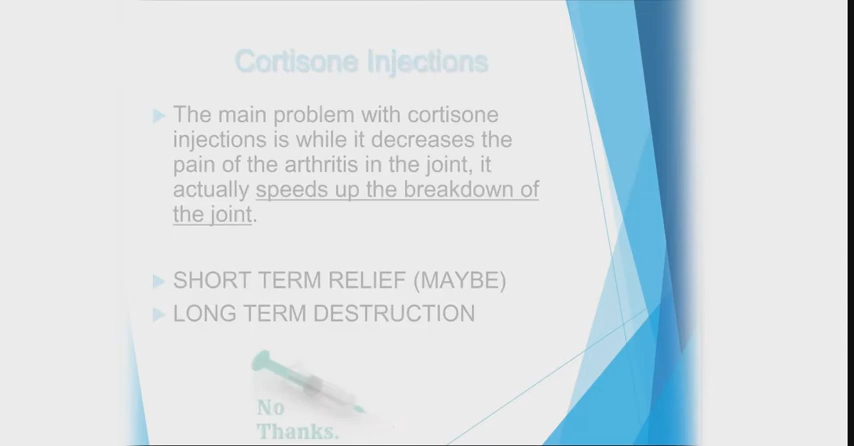 Cortisone Injections
The main problem with cortisone
injections is while it decreases the
pain of the arthritis in the joint, it
actually speeds up the breakdown of
the joint.
SHORT TERM RELIEF (MAYBE)
LONG TERM DESTRUCTION
No
Thanks.